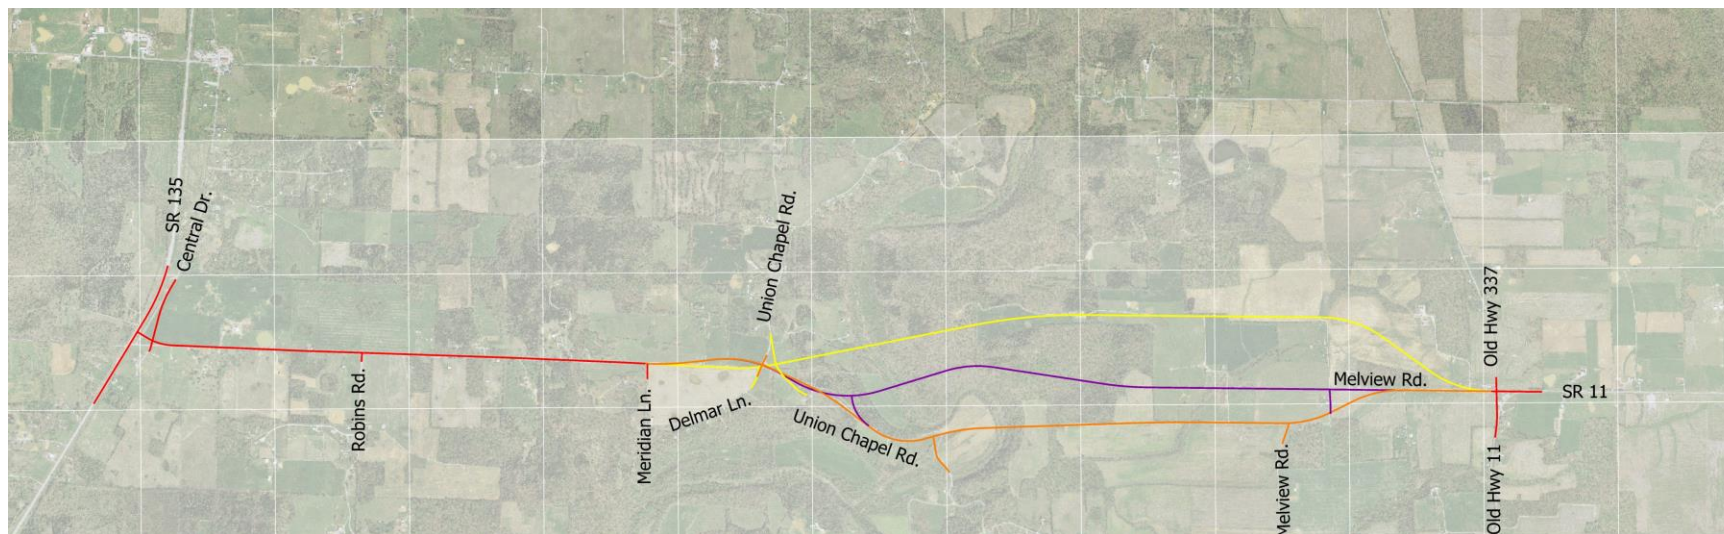 SR 135
Central Dr.
Robins Rd.
Meridian Ln.
Delmar Ln.
Union Chapel Rd.
Union Chapel Rd.
Melview Rd.
Melview Rd.
Old Hwy 337
Old Hwy 11
SR 11